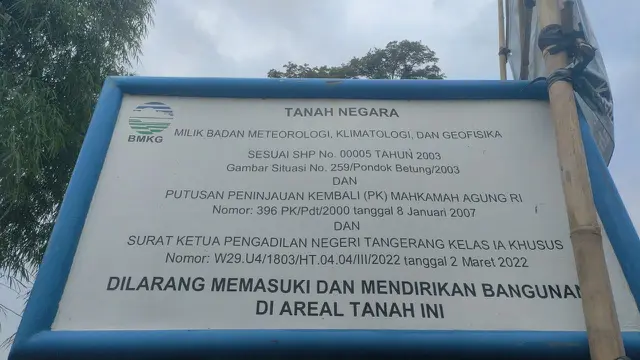 TANAH NEGARA
BMKG
MILIK BADAN METEOROLOGI, KLIMATOLOGI, DAN GEOFISIKA
SESUAI SHP No. 00005 TAHUN 2003
Gambar Situasi No. 259/Pondok Betung/2003
DAN
PUTUSAN PENINJAUAN KEMBALI (PK) MAHKAMAH AGUNG RI
Nomor: 396 PK/Pdt/2000 tanggal 8 Januari 2007
DAN
SURAT KETUA PENGADILAN NEGERI TANGERANG KELAS IA KHUSUS
Nomor: W29.U4/1803/HT.04.04/III/2022 tanggal 2 Maret 2022
DILARANG MEMASUKI DAN MENDIRIKAN BANGUNAN
DI AREAL TANAH INI